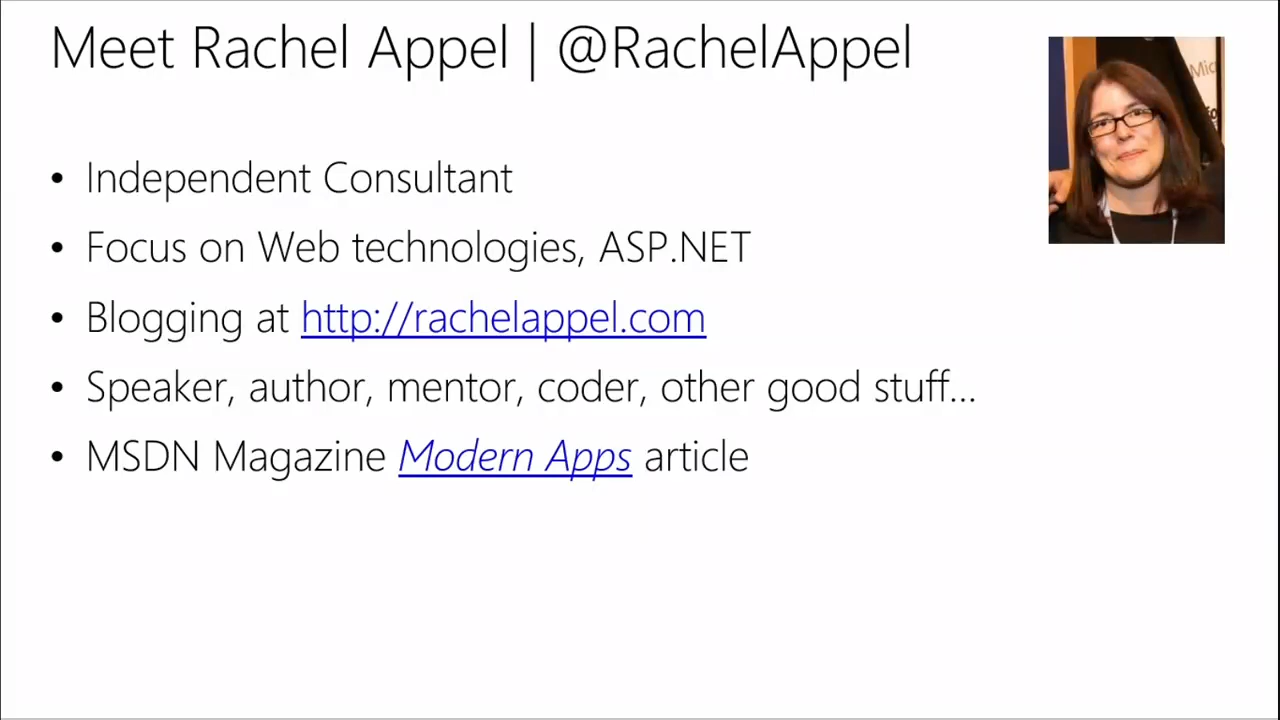 Meet Rachel Appel | @RachelAppel
• Independent Consultant
• Focus on Web technologies, ASP.NET
• Blogging at http://rachelappel.com
• Speaker, author, mentor, coder, other good stuff...
• MSDN Magazine Modern Apps article